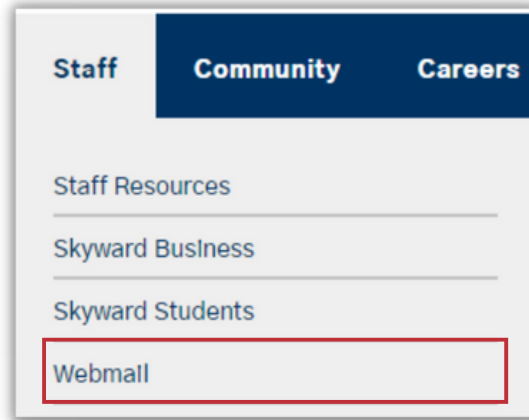 Staff Community Careers
Staff Resources
Skyward Business
Skyward Students
Webmail